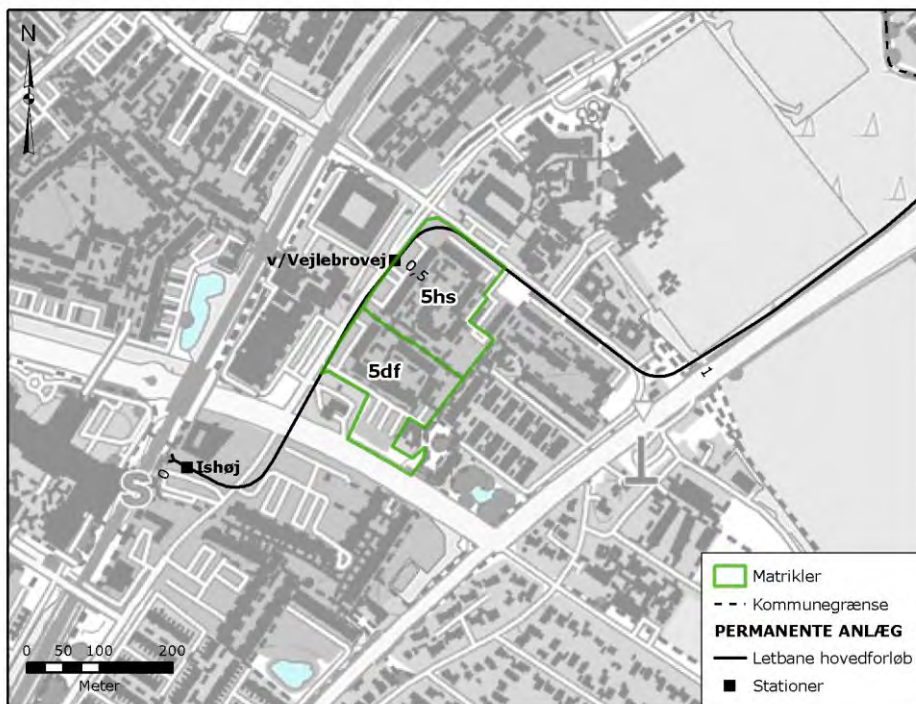 N
v/Vejlebrovej
0,5
5hs
5df
1
Ishøj
0
S
0 50 100 200
Meter
Matrikler
Kommunegrænse
PERMANENTE ANLÆG
Letbane hovedforløb
Stationer